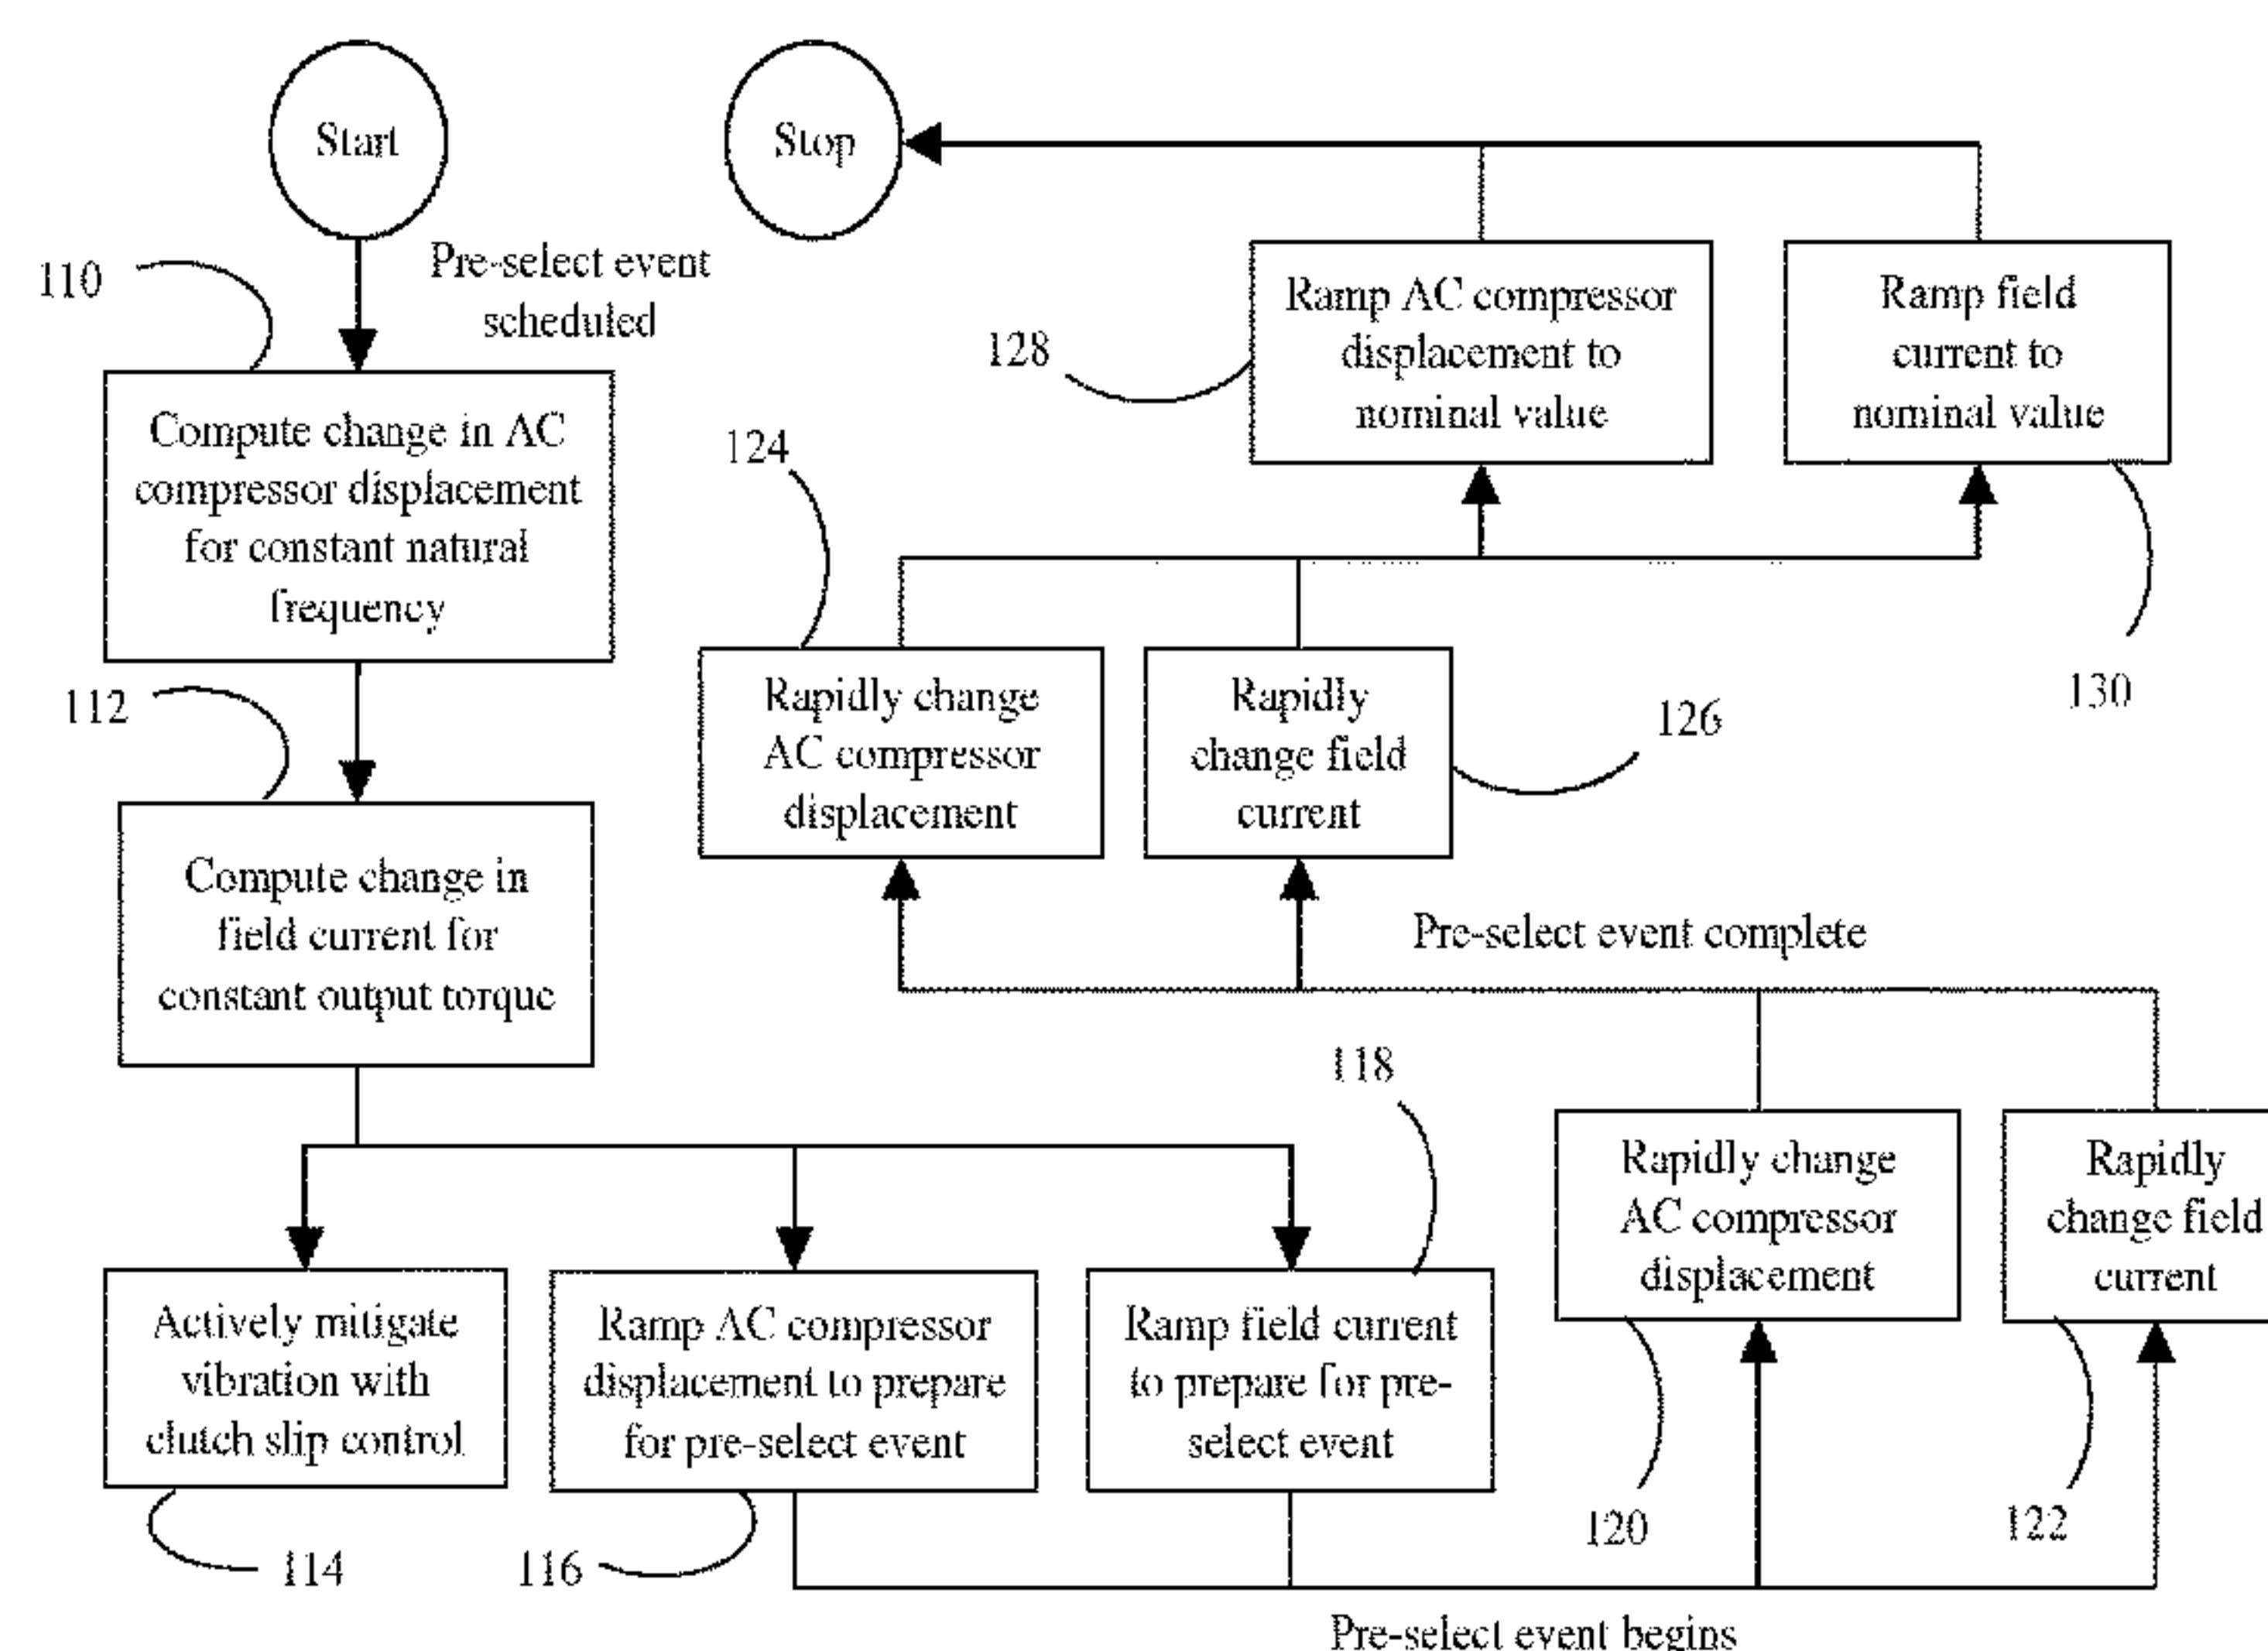 Start
Stop
Pre-select event
scheduled
110
Compute change in AC
compressor displacement
for constant natural
frequency
112
Compute change in
field current for
constant output torque
Actively mitigate
vibration with
clutch slip control
114
Ramp AC compressor
displacement to prepare
for pre-select event
116
Ramp field current
to prepare for pre-
select event
118
Pre-select event begins
Rapidly change
AC compressor
displacement
120
Rapidly
change field
current
122
Pre-select event complete
Rapidly change
AC compressor
displacement
124
Rapidly
change field
current
126
Ramp AC compressor
displacement to
nominal value
128
Ramp field
current to
nominal value
130